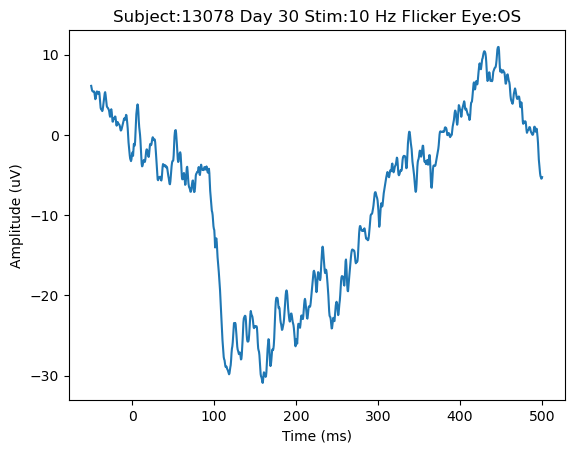 Subject:13078 Day 30 Stim:10 Hz Flicker Eye:OS
10
0
−10
−20
−30
Amplitude (uV)
0 100 200 300 400 500
Time (ms)